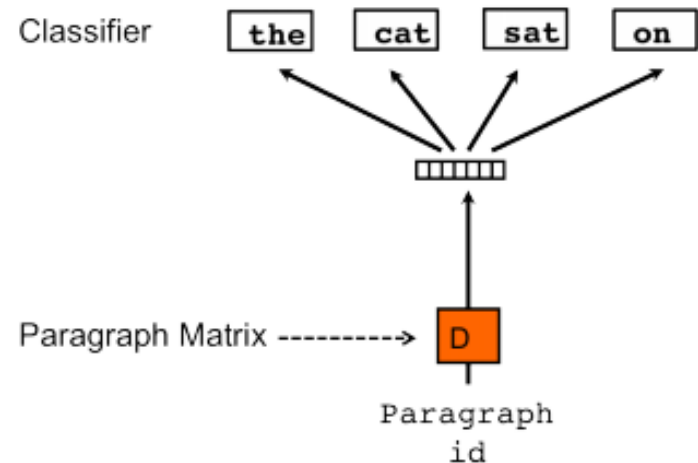 Classifier the cat sat on
Paragraph Matrix D
Paragraph
id